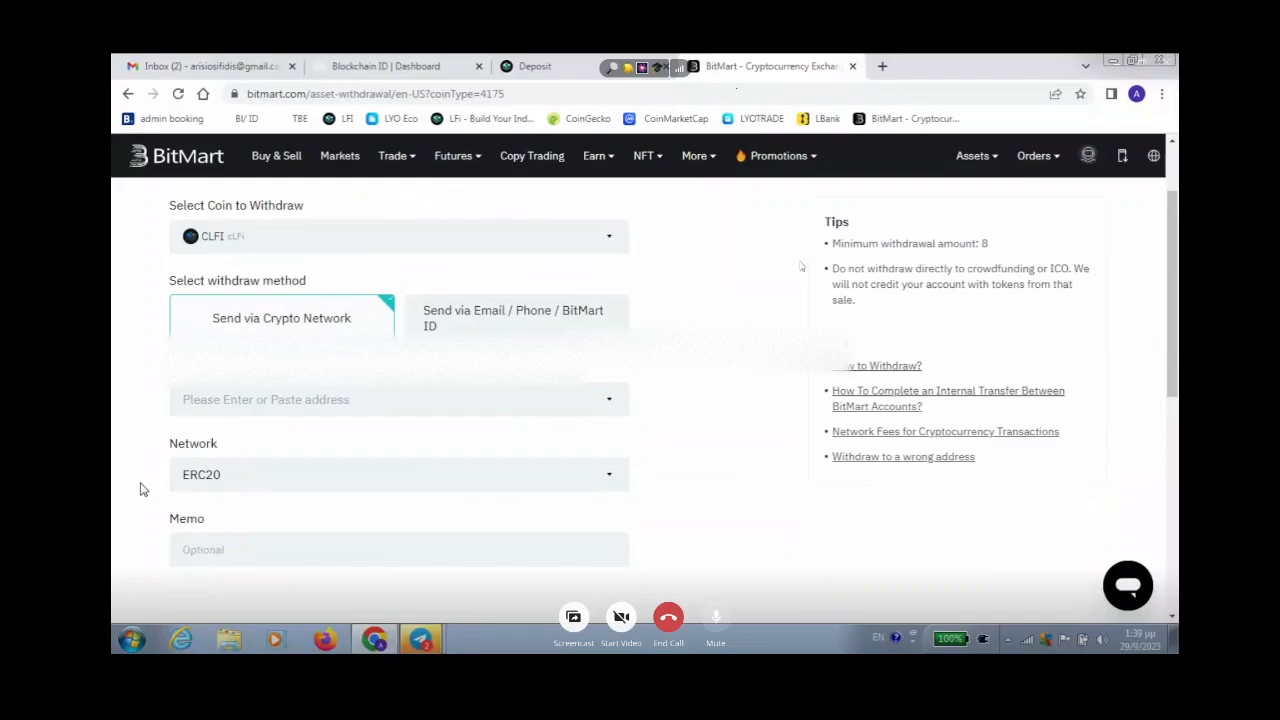 Inbox (2) - arisiosifidis@gmail.co
Blockchain ID | Dashboard
Deposit
BitMart - Cryptocurrency Exchan
bitmart.com/asset-withdrawal/en-US?coinType=4175
admin booking
BI/ ID
TBE
LFI
LYO Eco
LFi - Build Your Ind...
CoinGecko
CoinMarketCap
LYOTRADE
LBank
BitMart - Cryptocur...
BitMart
Buy & Sell
Markets
Trade
Futures
Copy Trading
Earn
NFT
More
Promotions
Assets
Orders
Select Coin to Withdraw
CLFI cLFi
Select withdraw method
Send via Crypto Network
Send via Email / Phone / BitMart
ID
Please Enter or Paste address
Network
ERC20
Memo
Optional
Tips
• Minimum withdrawal amount: 8
• Do not withdraw directly to crowdfunding or ICO. We
will not credit your account with tokens from that
sale.
to Withdraw?
• How To Complete an Internal Transfer Between
BitMart Accounts?
• Network Fees for Cryptocurrency Transactions
• Withdraw to a wrong address
Screencast
Start Video
End Call
Mute
EN
100%
1:39 μμ
29/9/2023